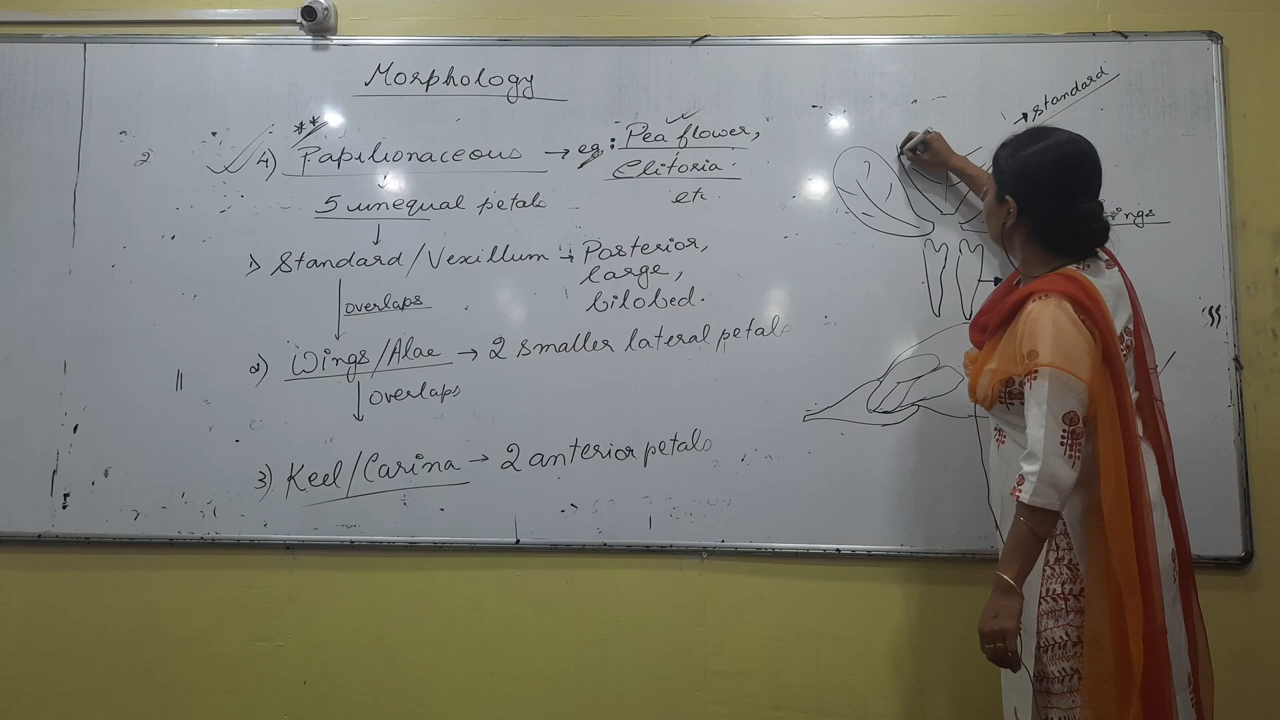 Morphology
** 4) Papilionaceous → eg: Pea flower,
Clitoria
etc
5 unequal petals
1) Standard/Vexillum → Posterior,
large,
bilobed.
overlaps
2) Wings/Alae → 2 smaller lateral petals
overlaps
3) Keel/Carina → 2 anterior petals
→ Standard